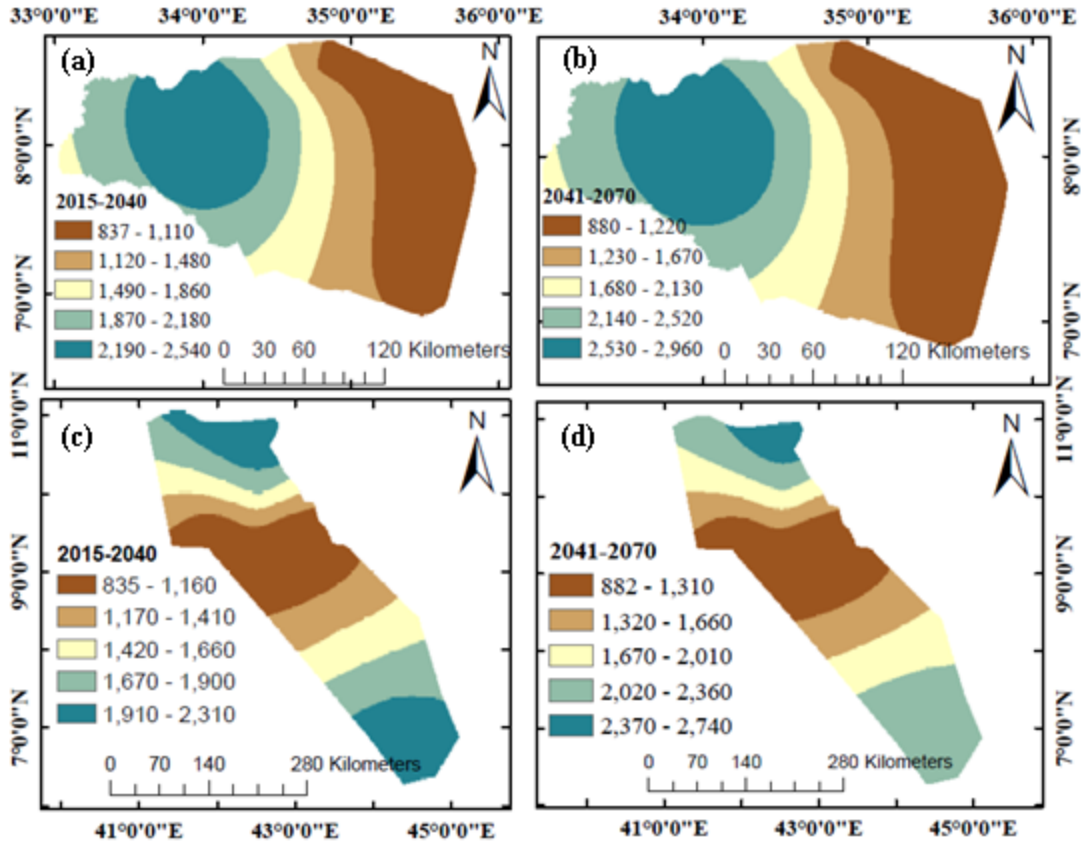 33°0'0"E 34°0'0"E 35°0'0"E 36°0'0"E
34°0'0"E 35°0'0"E 36°0'0"E
(a)
N
8°0'0"N
7°0'0"N
2015-2040
837 - 1,110
1,120 - 1,480
1,490 - 1,860
1,870 - 2,180
2,190 - 2,540
0 30 60 120 Kilometers
(b)
N
8°0'0"N
7°0'0"N
2041-2070
880 - 1,220
1,230 - 1,670
1,680 - 2,130
2,140 - 2,520
2,530 - 2,960
0 30 60 120 Kilometers
(c)
N
11°0'0"N
9°0'0"N
7°0'0"N
2015-2040
835 - 1,160
1,170 - 1,410
1,420 - 1,660
1,670 - 1,900
1,910 - 2,310
0 70 140 280 Kilometers
41°0'0"E 43°0'0"E 45°0'0"E
(d)
N
11°0'0"N
9°0'0"N
7°0'0"N
2041-2070
882 - 1,310
1,320 - 1,660
1,670 - 2,010
2,020 - 2,360
2,370 - 2,740
0 70 140 280 Kilometers
41°0'0"E 43°0'0"E 45°0'0"E